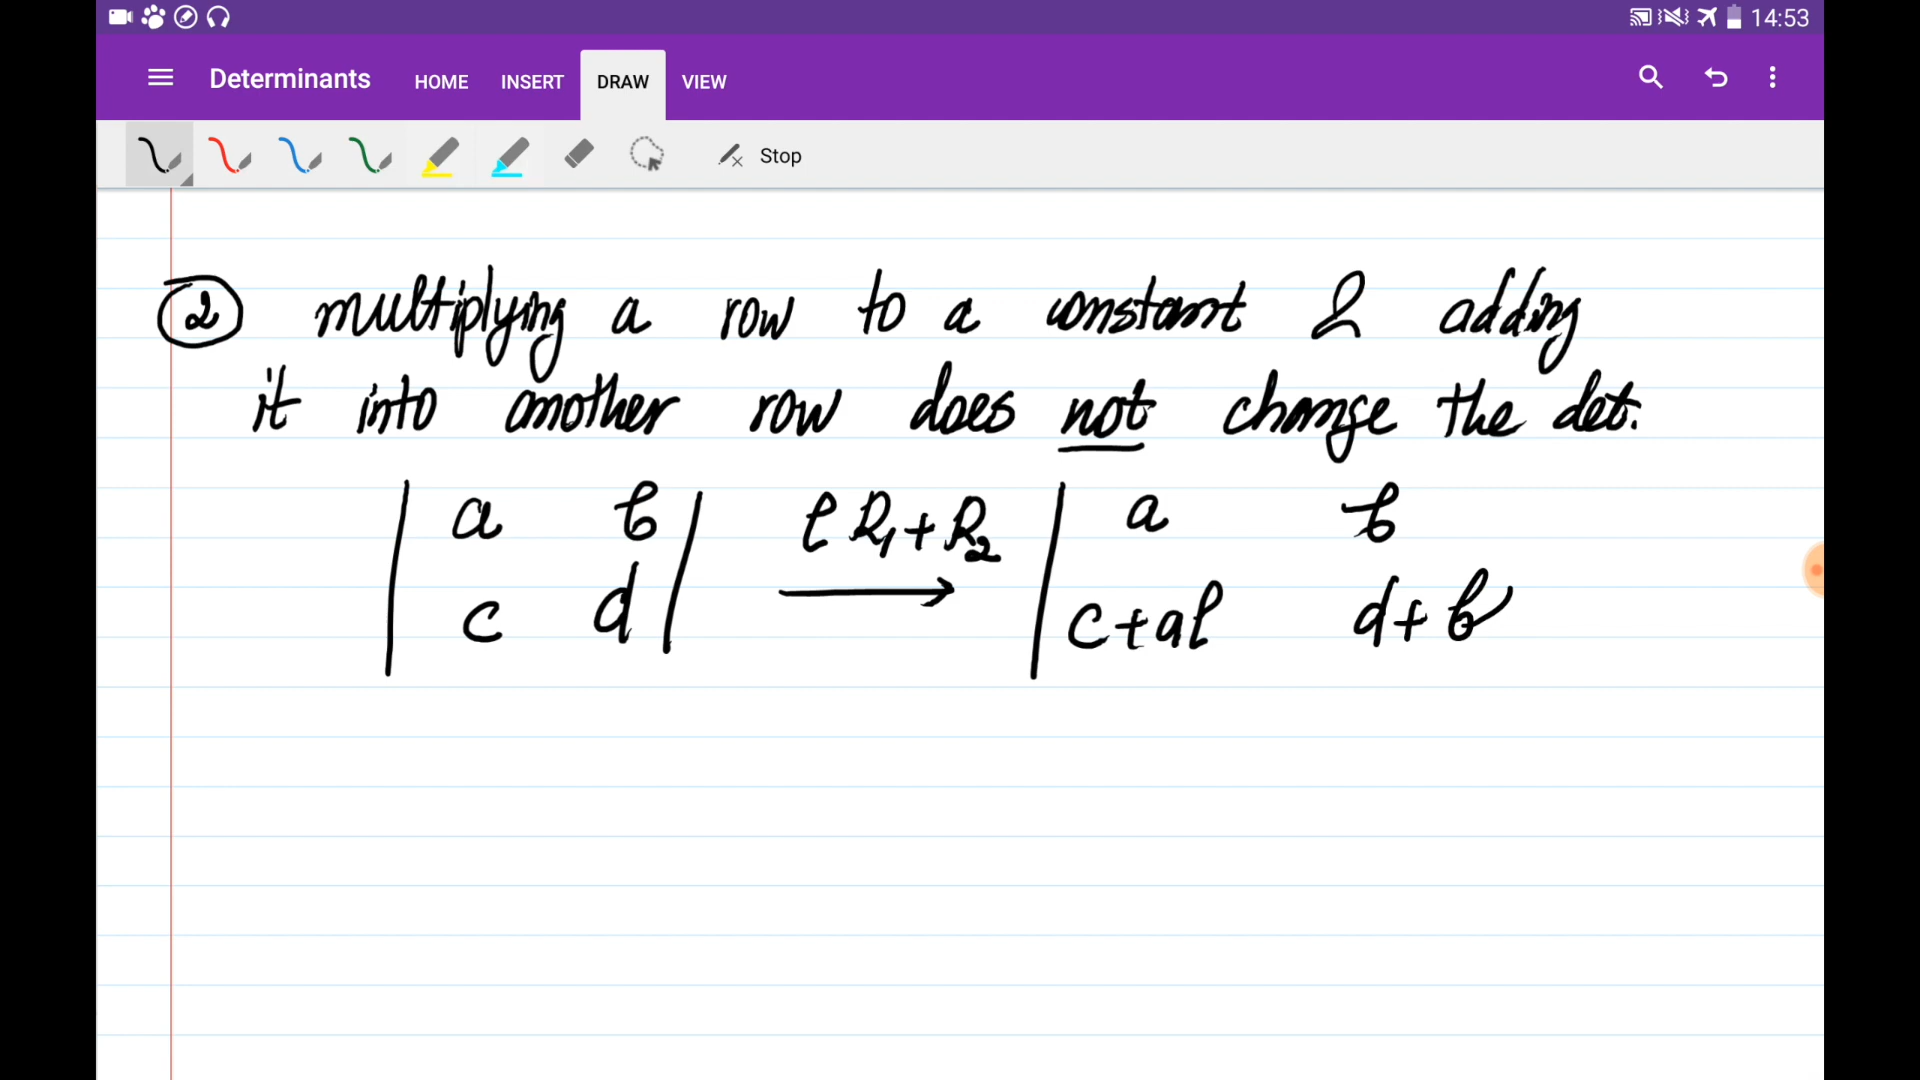 14:53
Determinants HOME INSERT DRAW VIEW
Stop
② multiplying a row to a constant & adding
it into another row does not change the det.
| a b | lR₁+R₂ | a b
| c d | → | c+al d+b